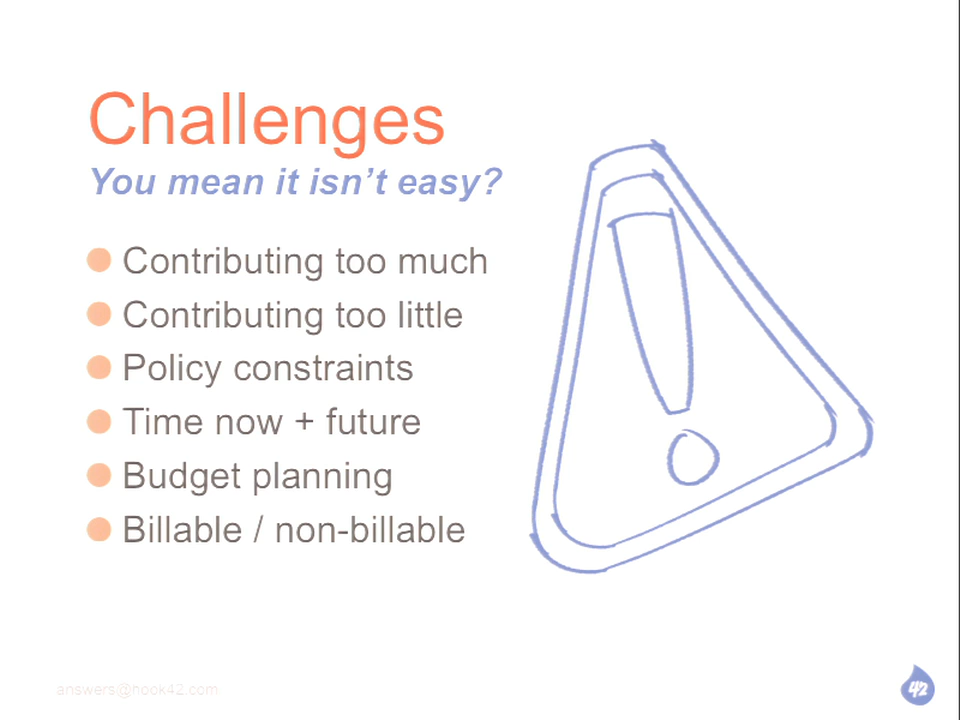 Challenges
You mean it isn’t easy?
Contributing too much
Contributing too little
Policy constraints
Time now + future
Budget planning
Billable / non-billable
answers@hook42.com
42